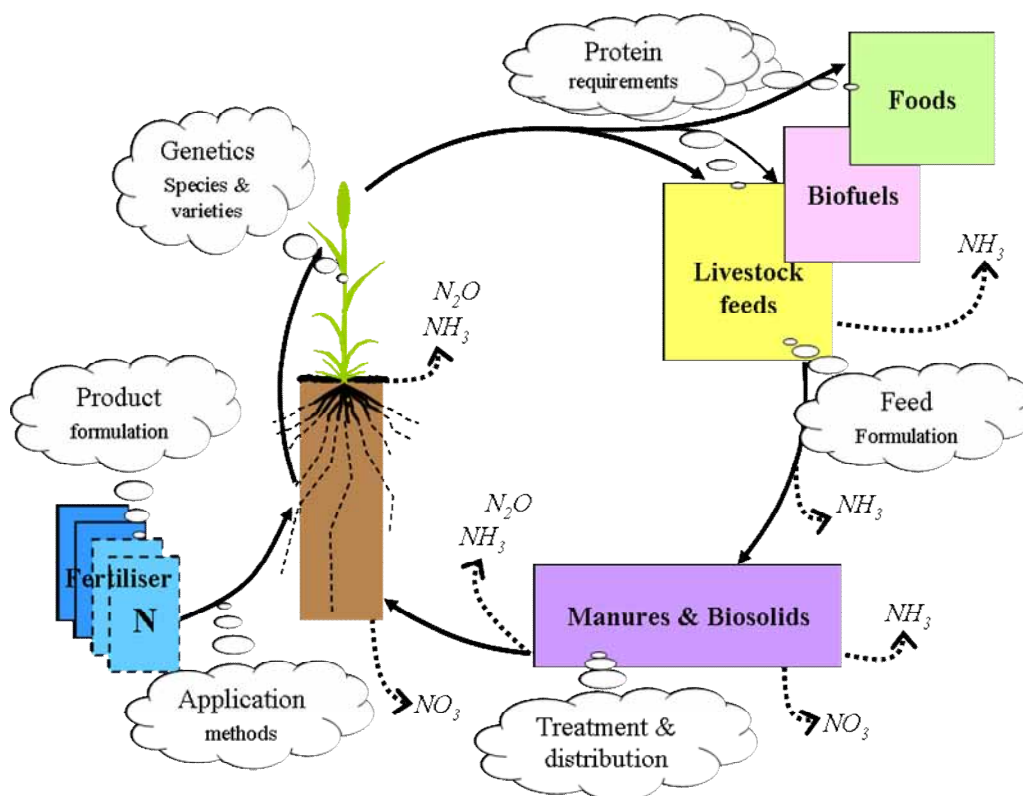 Protein
requirements
Foods
Genetics
Species &
varieties
Biofuels
Livestock
feeds
NH3
N2O
NH3
Product
formulation
Feed
Formulation
N2O
NH3
NH3
Fertiliser
N
Manures & Biosolids
NH3
Application
methods
NO3
Treatment &
distribution
NO3